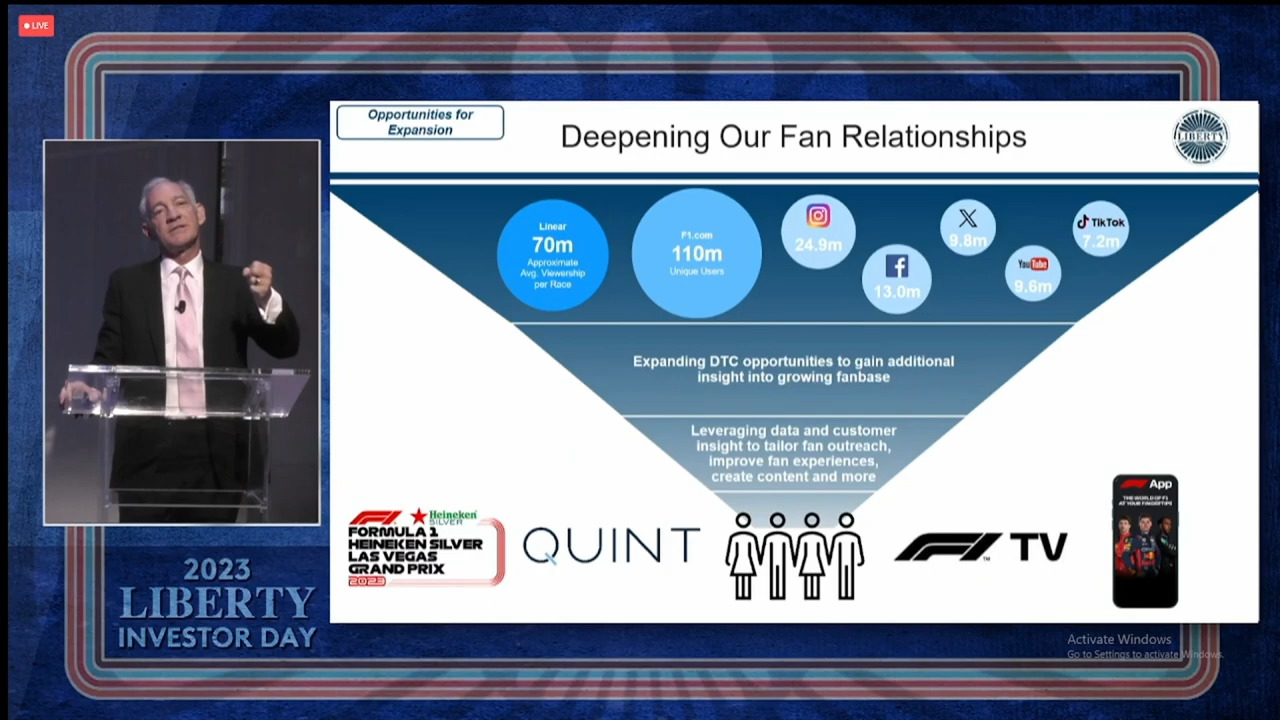 LIVE
Opportunities for
Expansion
Deepening Our Fan Relationships
LIBERTY
Linear
70m
Approximate
Avg. Viewership
per Race
F1.com
110m
Unique Users
24.9m
13.0m
9.8m
YouTube
9.6m
TikTok
7.2m
Expanding DTC opportunities to gain additional
insight into growing fanbase
Leveraging data and customer
insight to tailor fan outreach,
improve fan experiences,
create content and more
Heineken
SILVER
FORMULA 1
HEINEKEN SILVER
LAS VEGAS
GRAND PRIX
2023
QUINT
F1 TV
App
THE WORLD OF F1
AT YOUR FINGERTIPS
2023
LIBERTY
INVESTOR DAY
Activate Windows
Go to Settings to activate Windows.